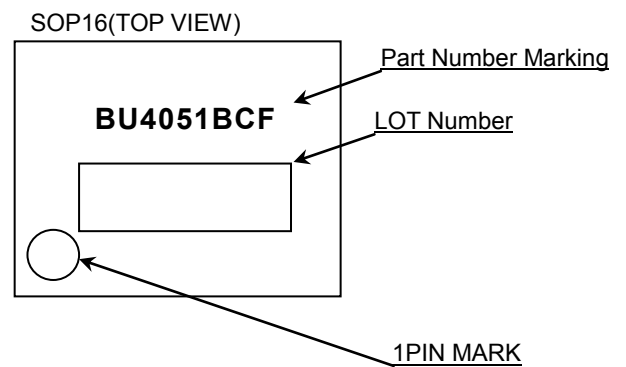 SOP16(TOP VIEW)
Part Number Marking
BU4051BCF
LOT Number
1PIN MARK